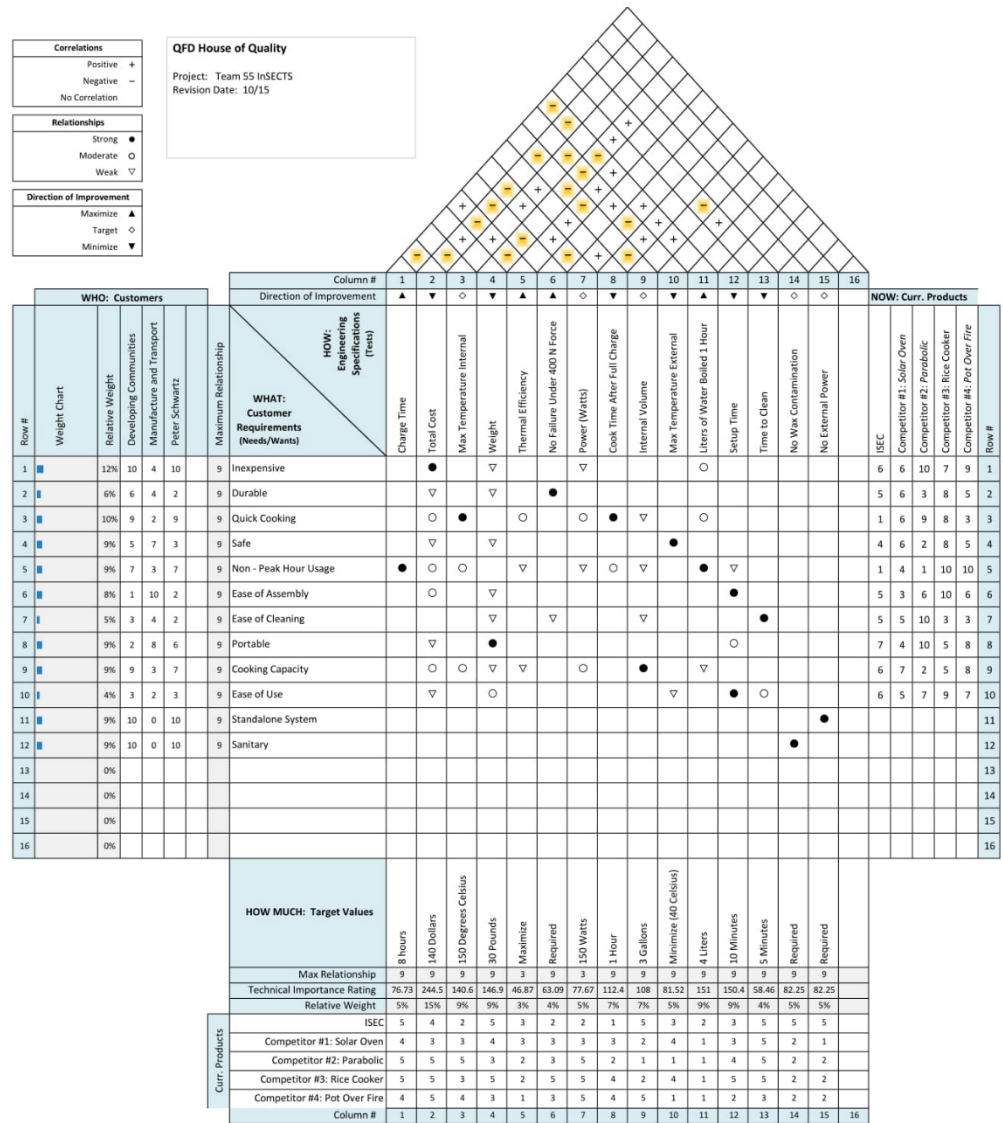 Correlations
Positive +
Negative −
No Correlation
Relationships
Strong ●
Moderate ○
Weak ▽
Direction of Improvement
Maximize ▲
Target ◇
Minimize ▼
QFD House of Quality
Project: Team 55 InSECTS
Revision Date: 10/15
Column # 1 2 3 4 5 6 7 8 9 10 11 12 13 14 15 16
WHO: Customers
Direction of Improvement ▲ ▼ ◇ ▼ ▲ ▲ ◇ ▼ ◇ ▼ ▲ ▼ ▼ ◇ ◇
NOW: Curr. Products
Row #
Weight Chart
Relative Weight
Developing Communities
Manufacture and Transport
Peter Schwartz
Maximum Relationship
HOW:
Engineering
Specifications
(Tests)
WHAT:
Customer
Requirements
(Needs/Wants)
Charge Time
Total Cost
Max Temperature Internal
Weight
Thermal Efficiency
No Failure Under 400 N Force
Power (Watts)
Cook Time After Full Charge
Internal Volume
Max Temperature External
Liters of Water Boiled 1 Hour
Setup Time
Time to Clean
No Wax Contamination
No External Power
ISEC
Competitor #1: Solar Oven
Competitor #2: Parabolic
Competitor #3: Rice Cooker
Competitor #4: Pot Over Fire
Row #
1 12% 10 4 10 9 Inexpensive ● ▽ ▽ ○ 6 6 10 7 9 1
2 6% 6 4 2 9 Durable ▽ ▽ ● 5 6 3 8 5 2
3 10% 9 2 9 9 Quick Cooking ○ ● ○ ○ ● ▽ ○ 1 6 9 8 3 3
4 9% 5 7 3 9 Safe ▽ ▽ ● 4 6 2 8 5 4
5 9% 7 3 7 9 Non - Peak Hour Usage ● ○ ○ ▽ ▽ ○ ▽ ● ▽ 1 4 1 10 10 5
6 8% 1 10 2 9 Ease of Assembly ○ ▽ ● 5 3 6 10 6 6
7 5% 3 4 2 9 Ease of Cleaning ▽ ▽ ▽ ● 5 5 10 3 3 7
8 9% 2 8 6 9 Portable ▽ ● ○ 7 4 10 5 8 8
9 9% 9 3 7 9 Cooking Capacity ○ ○ ▽ ▽ ○ ● ▽ 6 7 2 5 8 9
10 4% 3 2 3 9 Ease of Use ▽ ○ ▽ ● ○ 6 5 7 9 7 10
11 9% 10 0 10 9 Standalone System ● 11
12 9% 10 0 10 9 Sanitary ● 12
13 0% 13
14 0% 14
15 0% 15
16 0% 16
HOW MUCH: Target Values
8 hours
140 Dollars
150 Degrees Celsius
30 Pounds
Maximize
Required
150 Watts
1 Hour
3 Gallons
Minimize (40 Celsius)
4 Liters
10 Minutes
5 Minutes
Required
Required
Max Relationship 9 9 9 9 3 9 3 9 9 9 9 9 9 9 9
Technical Importance Rating 76.73 244.5 140.6 146.9 46.87 63.09 77.67 112.4 108 81.52 151 150.4 58.46 82.25 82.25
Relative Weight 5% 15% 9% 9% 3% 4% 5% 7% 7% 5% 9% 9% 4% 5% 5%
Curr. Products
ISEC 5 4 2 5 3 2 2 1 5 3 2 3 5 5 5
Competitor #1: Solar Oven 4 3 3 4 3 3 3 3 2 4 1 3 5 2 1
Competitor #2: Parabolic 5 5 5 3 2 3 5 2 1 1 1 4 5 2 2
Competitor #3: Rice Cooker 5 5 3 5 2 5 5 4 2 4 1 5 5 2 2
Competitor #4: Pot Over Fire 4 5 4 3 1 3 5 4 5 1 1 2 3 2 2
Column # 1 2 3 4 5 6 7 8 9 10 11 12 13 14 15 16